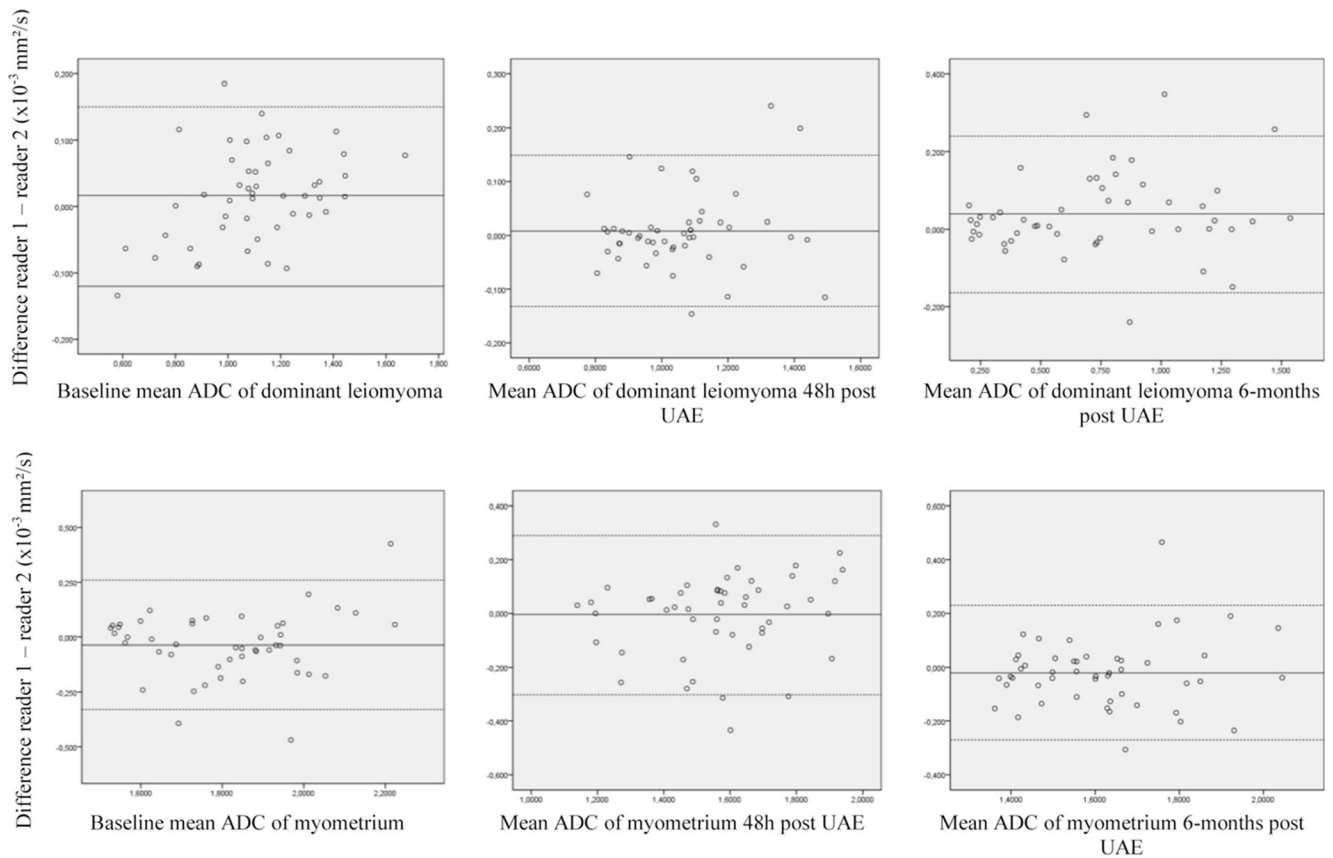 Difference reader 1 – reader 2 (x10⁻³ mm²/s)
0,200
0,100
0,000
-0,100
-0,200
0,600 0,800 1,000 1,200 1,400 1,600 1,800
Baseline mean ADC of dominant leiomyoma
0,300
0,200
0,100
0,000
-0,100
-0,200
0,6000 0,8000 1,0000 1,2000 1,4000 1,6000
Mean ADC of dominant leiomyoma 48h post
UAE
0,400
0,200
0,000
-0,200
0,250 0,500 0,750 1,000 1,250 1,500
Mean ADC of dominant leiomyoma 6-months
post UAE
Difference reader 1 – reader 2 (x10⁻³ mm²/s)
0,500
0,250
0,000
-0,250
-0,500
1,6000 1,8000 2,0000 2,2000
Baseline mean ADC of myometrium
0,400
0,200
0,000
-0,200
-0,400
-0,600
1,0000 1,2000 1,4000 1,6000 1,8000 2,0000
Mean ADC of myometrium 48h post UAE
0,600
0,400
0,200
0,000
-0,200
-0,400
1,4000 1,6000 1,8000 2,0000
Mean ADC of myometrium 6-months post
UAE